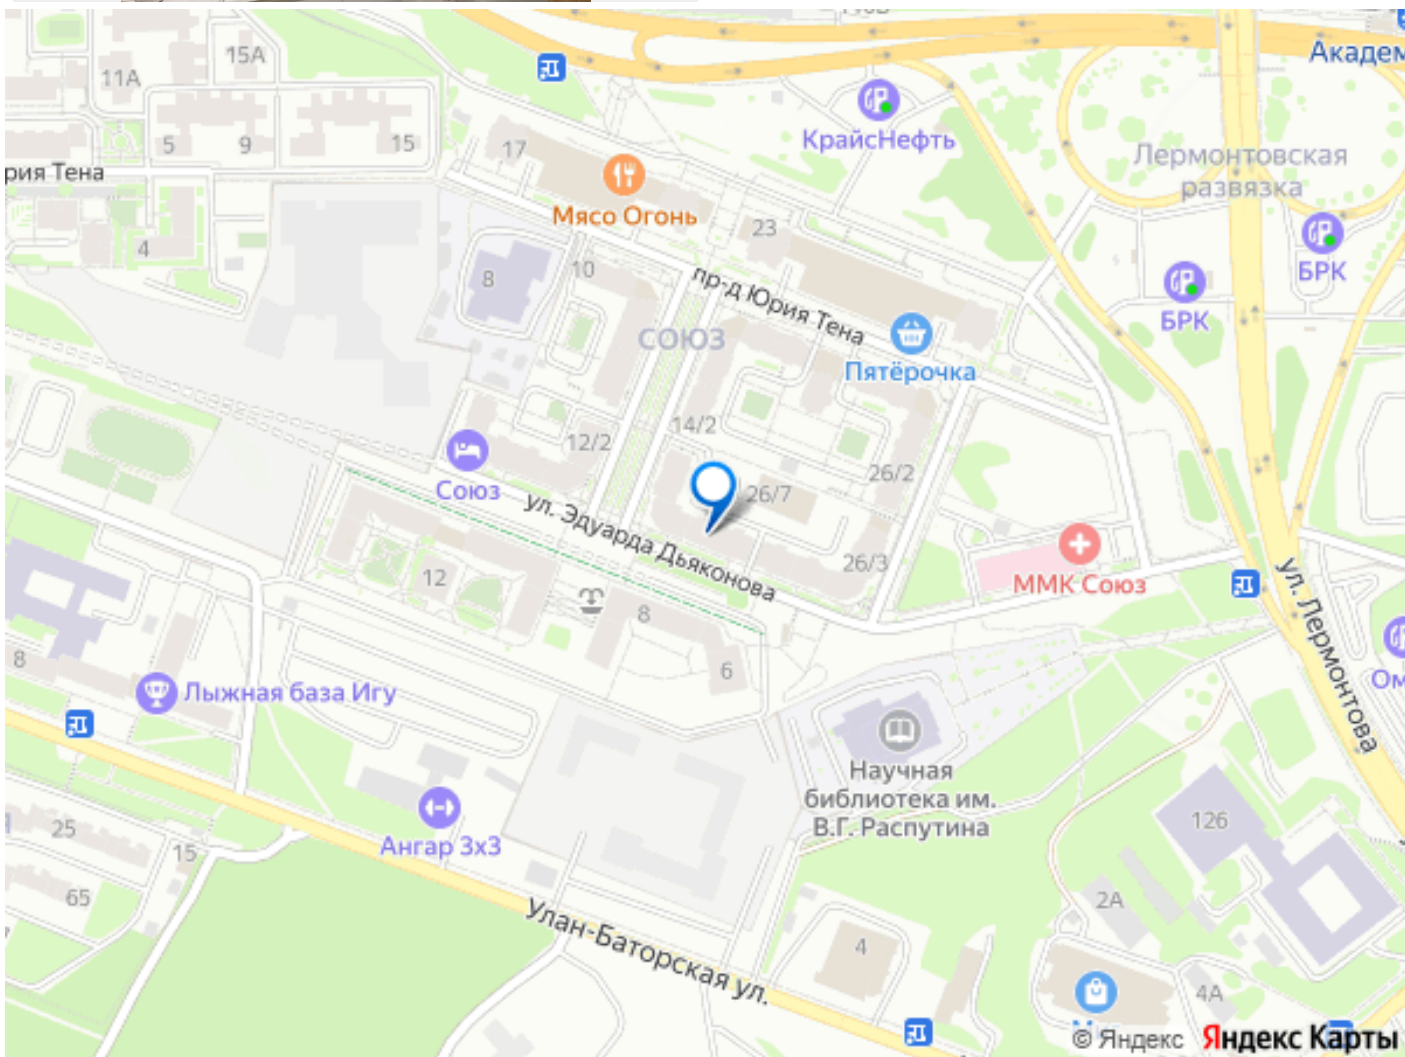 Академ
15А
11А
КрайсНефть
5
9
15
17
Лермонтовская
развязка
рия Тена
Мясо Огонь
23
4
8
10
БРК
БРК
пр-д Юрия Тена
СОЮЗ
Пятёрочка
14/2
12/2
26/2
Союз
26/7
ул. Эдуарда Дьяконова
26/3
ММК Союз
ул. Лермонтова
12
8
6
8
Лыжная база Игу
Ом
Научная
библиотека им.
В.Г. Распутина
126
25
15
Ангар 3х3
65
2А
Улан-Баторская ул.
4
4А
© Яндекс Яндекс Карты